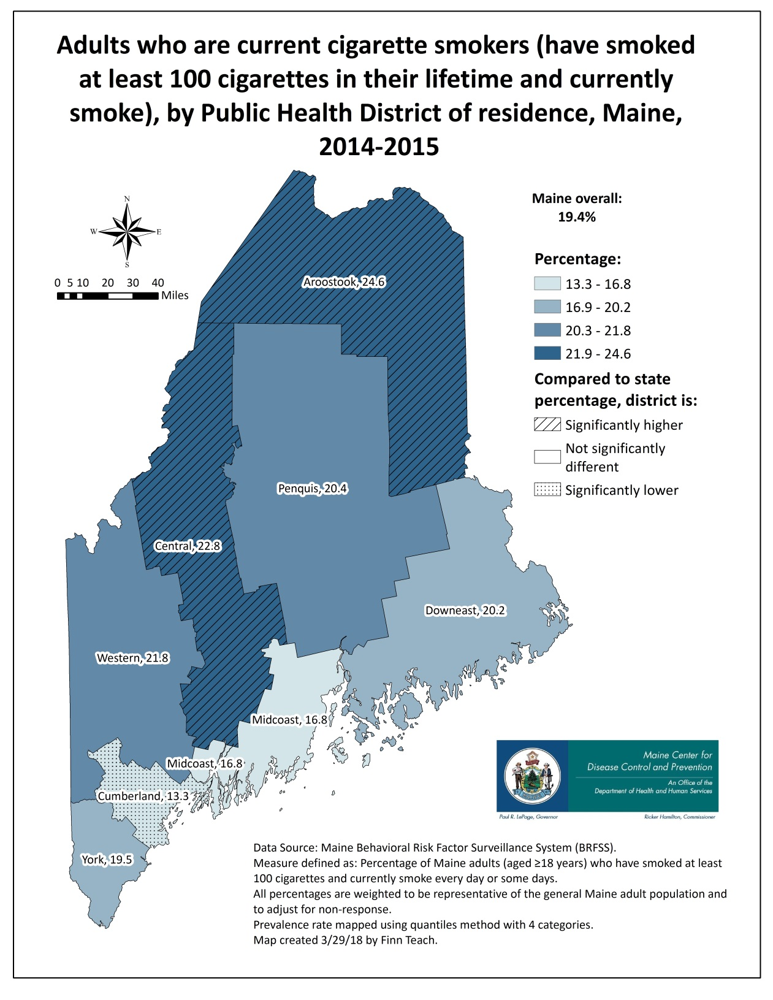 Adults who are current cigarette smokers (have smoked
at least 100 cigarettes in their lifetime and currently
smoke), by Public Health District of residence, Maine,
2014-2015
N
W
E
S
0 5 10 20 30 40
Miles
Maine overall:
19.4%
Percentage:
13.3 - 16.8
16.9 - 20.2
20.3 - 21.8
21.9 - 24.6
Compared to state
percentage, district is:
Significantly higher
Not significantly
different
Significantly lower
Aroostook, 24.6
Penquis, 20.4
Central, 22.8
Downeast, 20.2
Western, 21.8
Midcoast, 16.8
Midcoast, 16.8
Cumberland, 13.3
York, 19.5
Maine Center for
Disease Control and Prevention
An Office of the
Department of Health and Human Services
Paul R. LePage, Governor
Ricker Hamilton, Commissioner
Data Source: Maine Behavioral Risk Factor Surveillance System (BRFSS).
Measure defined as: Percentage of Maine adults (aged ≥18 years) who have smoked at least
100 cigarettes and currently smoke every day or some days.
All percentages are weighted to be representative of the general Maine adult population and
to adjust for non-response.
Prevalence rate mapped using quantiles method with 4 categories.
Map created 3/29/18 by Finn Teach.